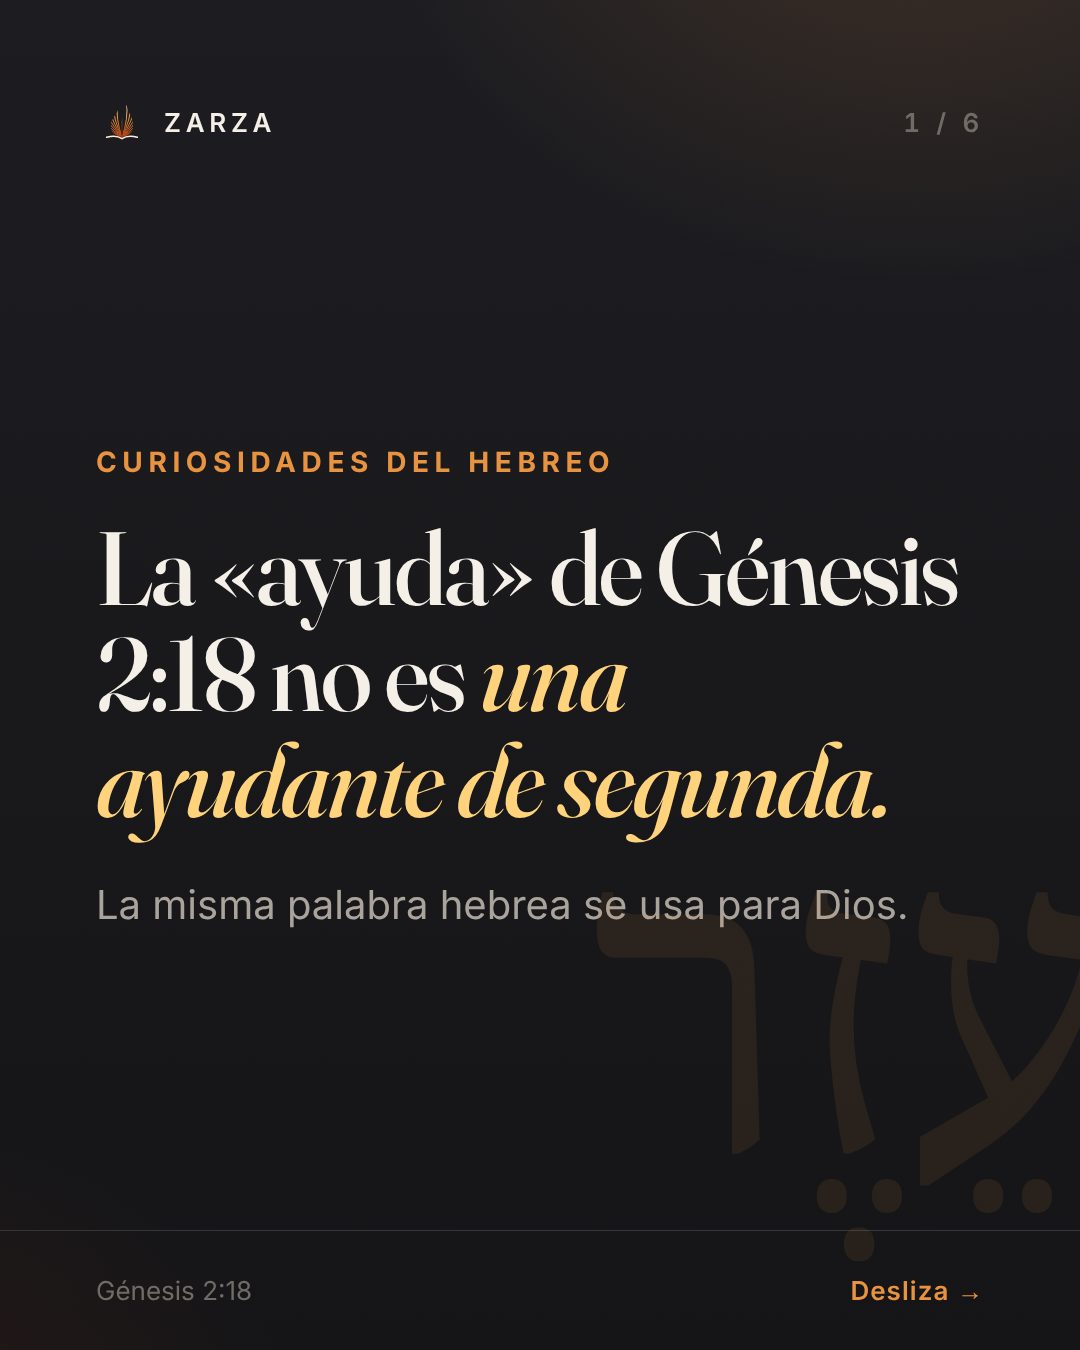 ZARZA
1 / 6
CURIOSIDADES DEL HEBREO
La «ayuda» de Génesis
2:18 no es una
ayudante de segunda.
La misma palabra hebrea se usa para Dios.
עֵזֶר
Génesis 2:18
Desliza →